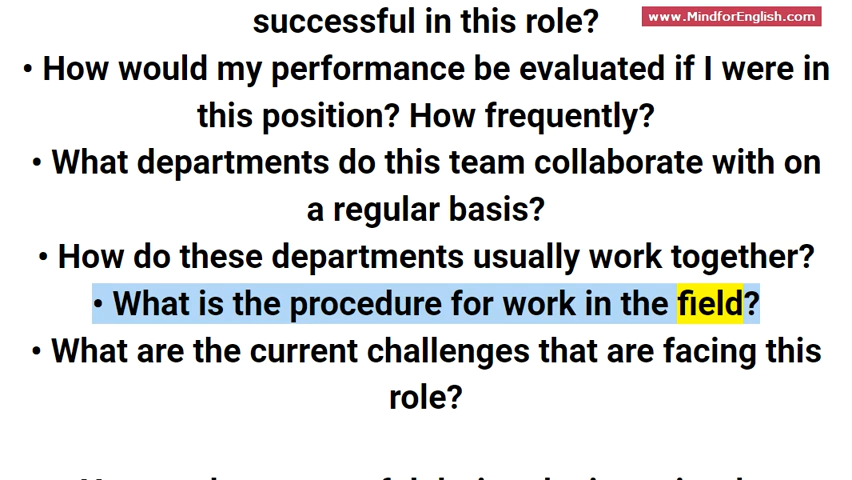 successful in this role?
www.MindforEnglish.com
• How would my performance be evaluated if I were in
this position? How frequently?
• What departments do this team collaborate with on
a regular basis?
• How do these departments usually work together?
• What is the procedure for work in the field?
• What are the current challenges that are facing this
role?